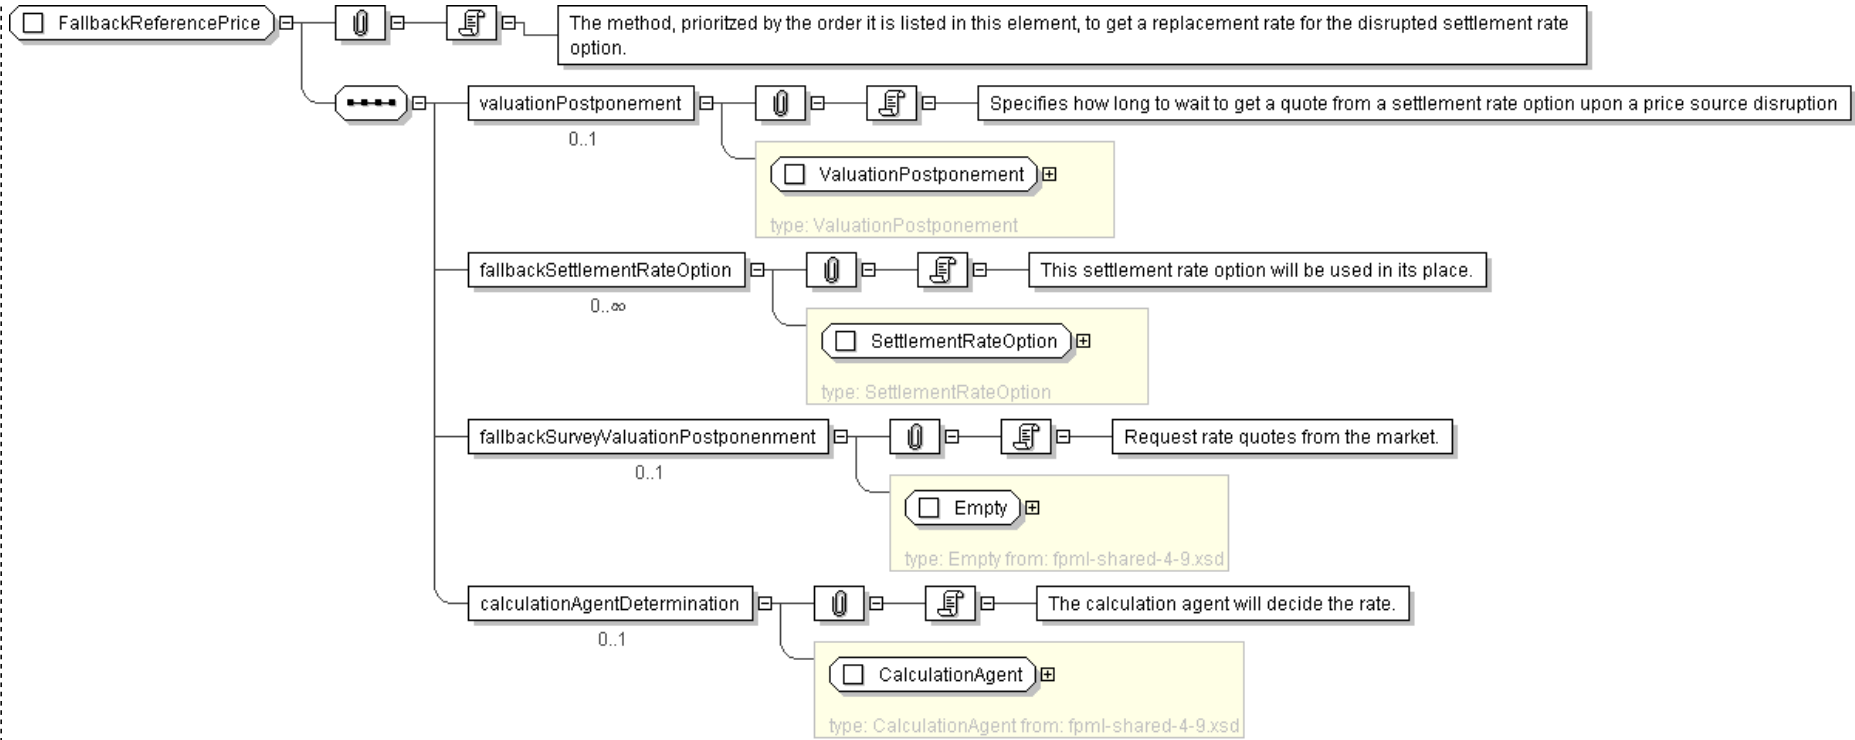 FallbackReferencePrice
The method, prioritzed by the order it is listed in this element, to get a replacement rate for the disrupted settlement rate
option.
valuationPostponement
Specifies how long to wait to get a quote from a settlement rate option upon a price source disruption
0..1
ValuationPostponement
type: ValuationPostponement
fallbackSettlementRateOption
This settlement rate option will be used in its place.
0..∞
SettlementRateOption
type: SettlementRateOption
fallbackSurveyValuationPostponenment
Request rate quotes from the market.
0..1
Empty
type: Empty from: fpml-shared-4-9.xsd
calculationAgentDetermination
The calculation agent will decide the rate.
0..1
CalculationAgent
type: CalculationAgent from: fpml-shared-4-9.xsd